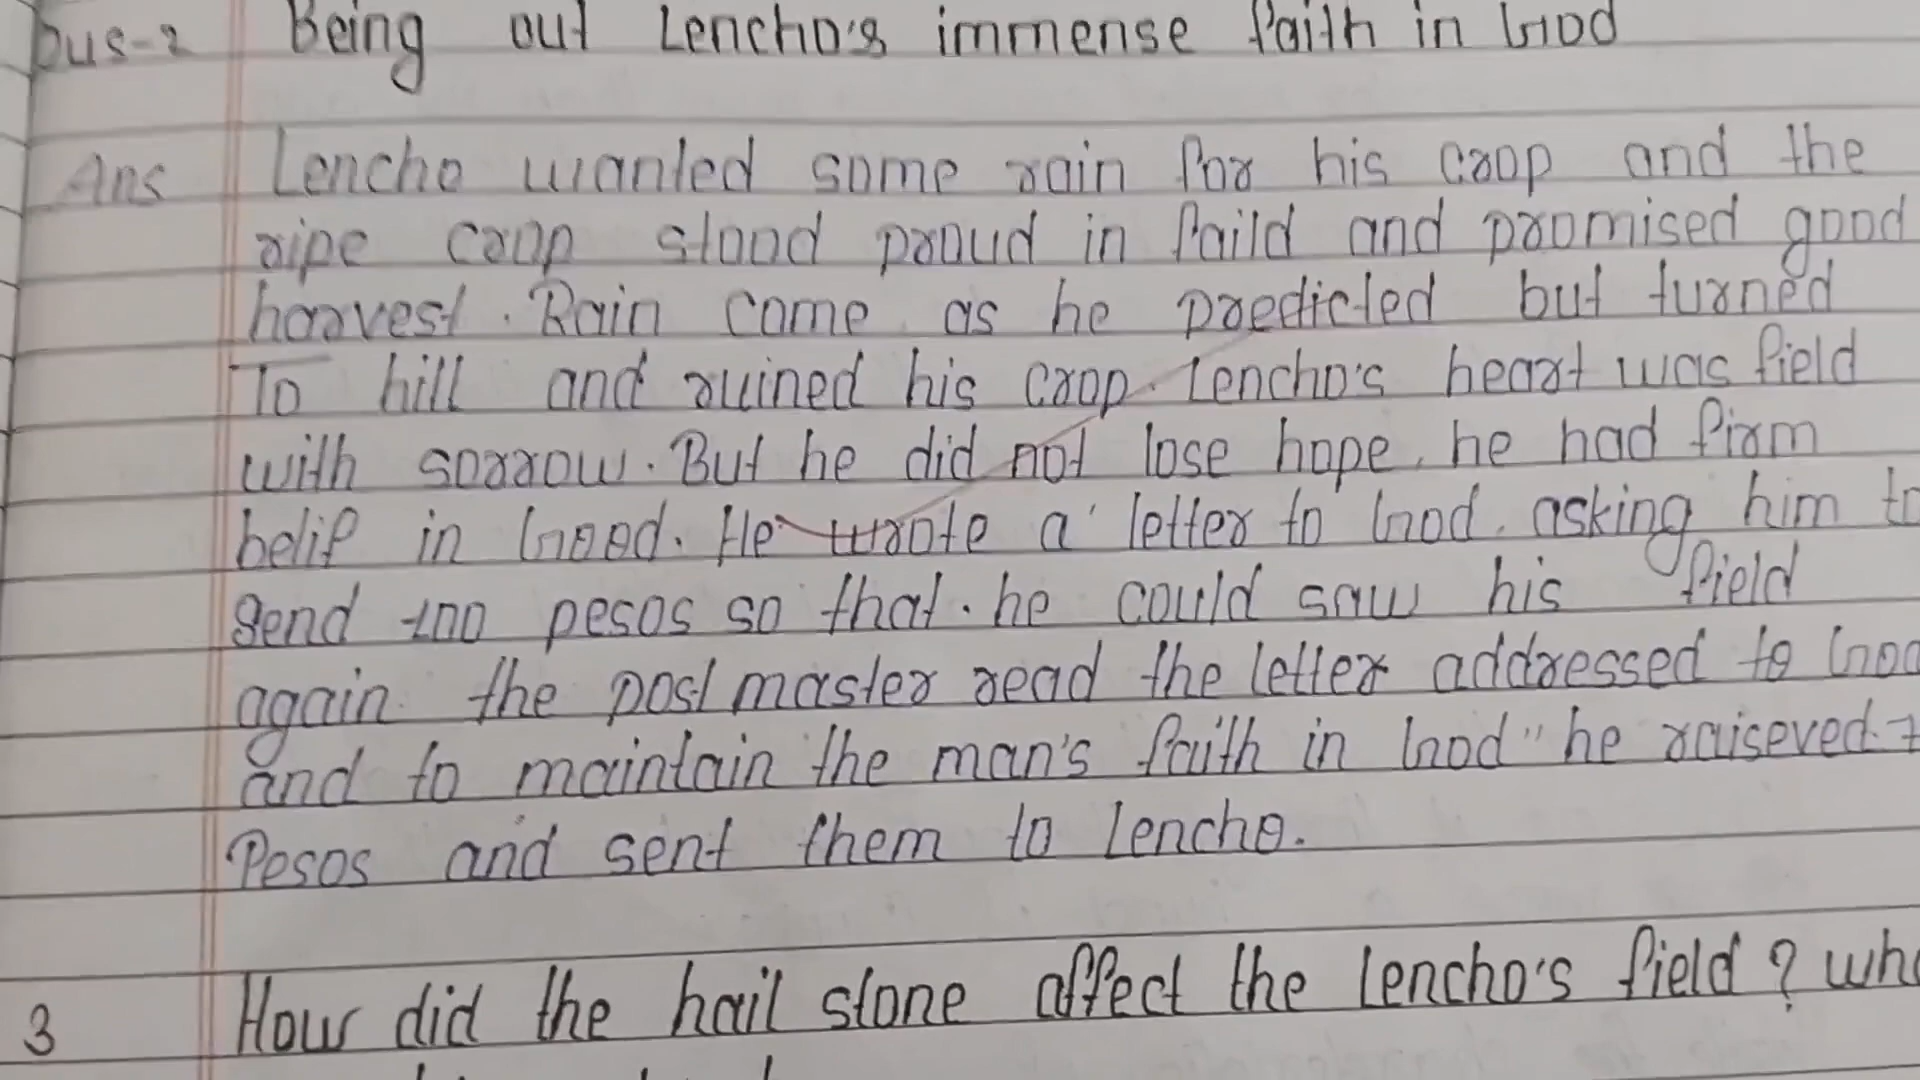 Ques-2 Being out Lencho's immense faith in God
Ans Lencho wanted some rain for his crop and the
ripe crop stood proud in faild and promised good
harvest. Rain come as he predicted but turned
To hill and ruined his crop. Lencho's heart was field
with sorrow. But he did not lose hope. he had firm
belif in Good. He wrote a letter to God. asking him to
send 100 pesos so that. he could saw his field
again. the post master read the letter addressed to God
and to maintain the man's faith in God" he raiseved
Pesos and sent them to Lencho.
3 How did the hail stone affect the Lencho's field ?